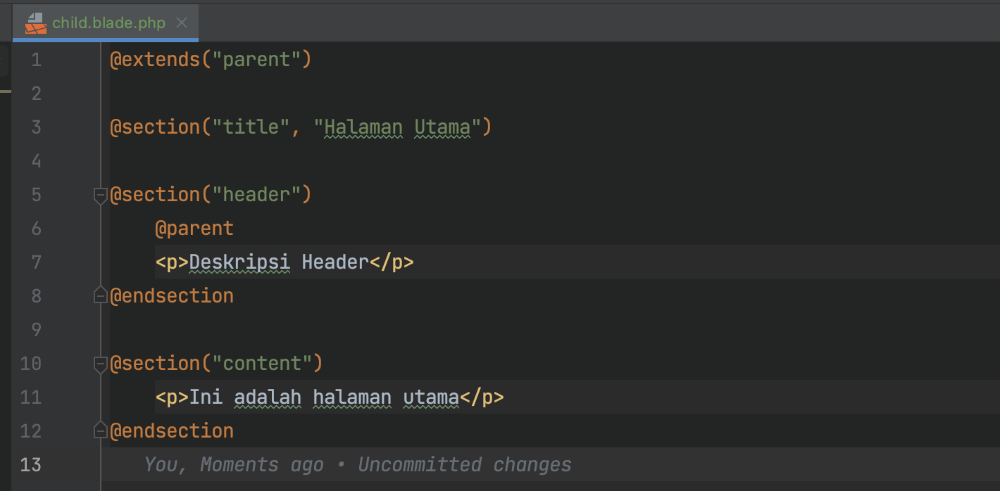 child.blade.php
1 @extends("parent")
2
3 @section("title", "Halaman Utama")
4
5 @section("header")
6 @parent
7 <p>Deskripsi Header</p>
8 @endsection
9
10 @section("content")
11 <p>Ini adalah halaman utama</p>
12 @endsection
13 You, Moments ago • Uncommitted changes